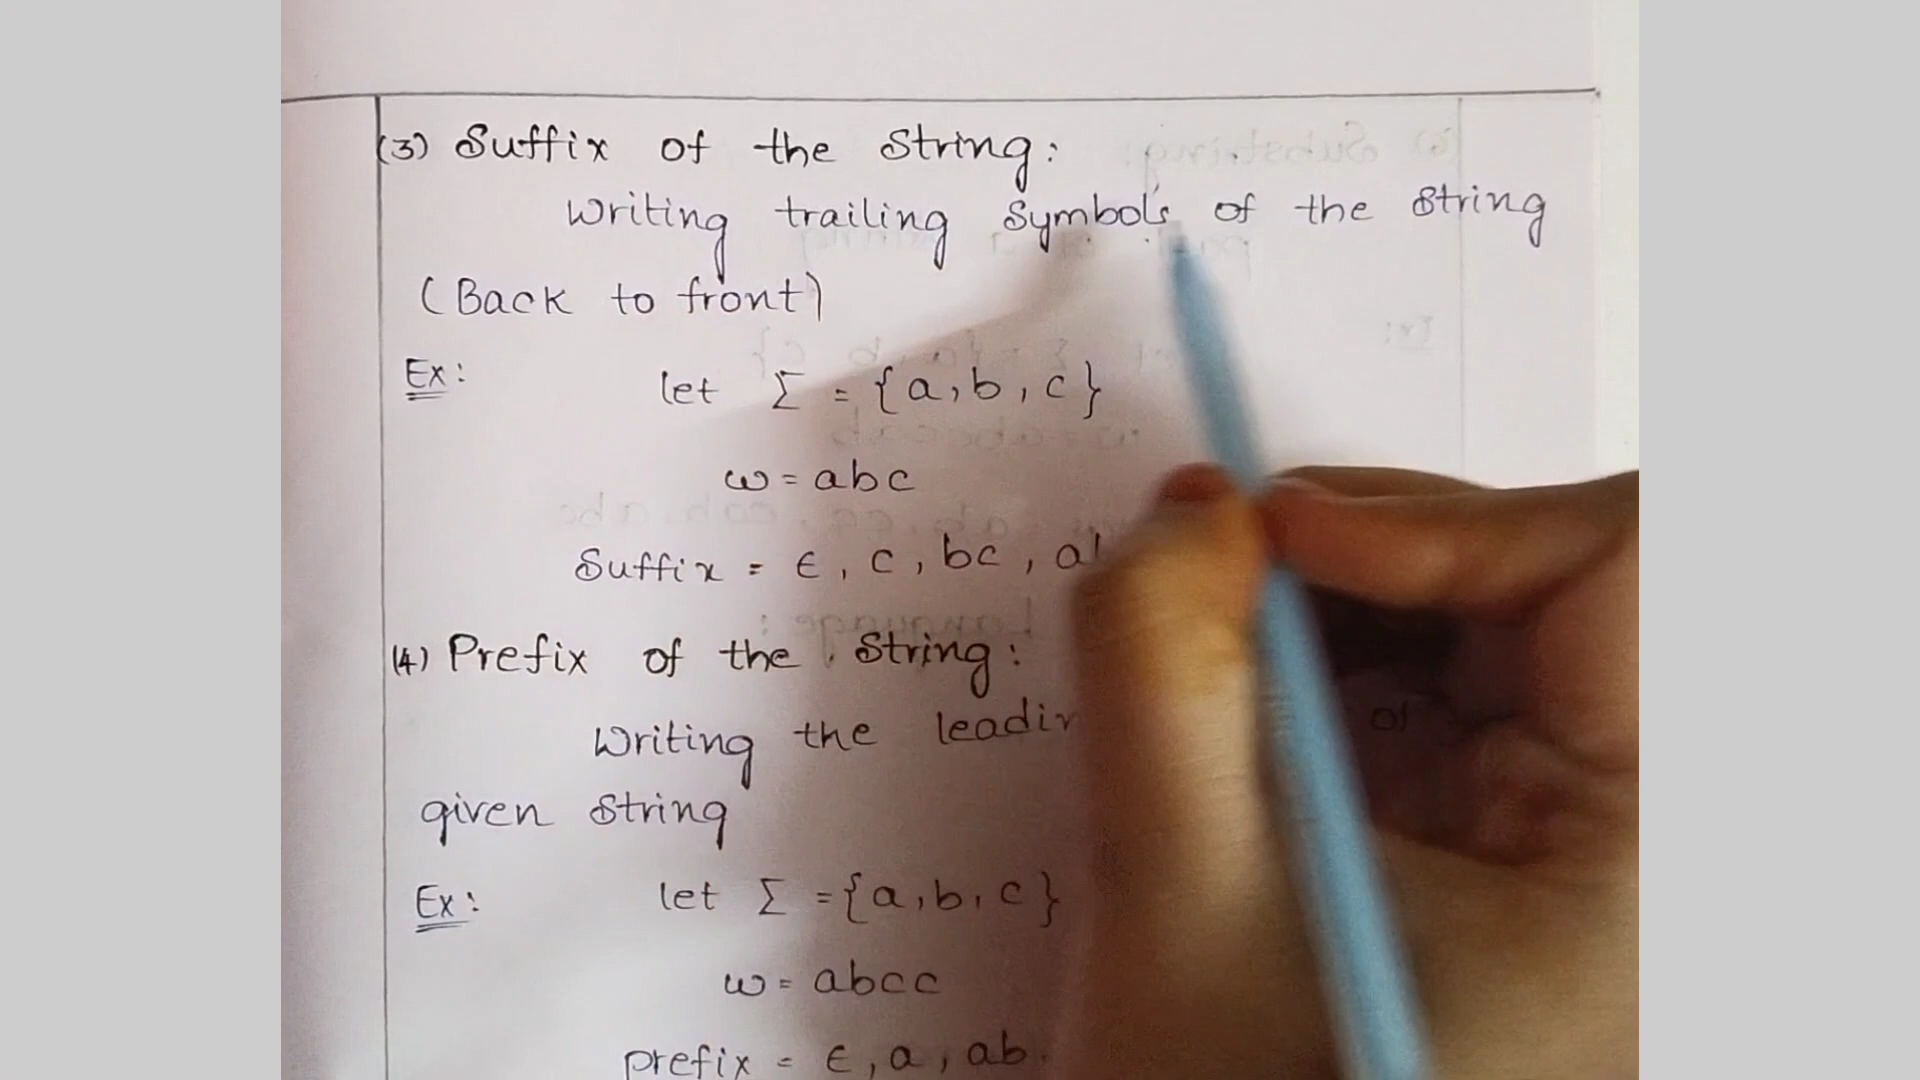 (3) Suffix of the String:
Writing trailing Symbols of the String
(Back to front)
Ex: let Σ = {a, b, c}
w = abc
Suffix = ϵ, c, bc,
(4) Prefix of the String:
Writing the
given String
Ex: let Σ = {a, b, c}
w = abcc
prefix = ϵ, a, ab